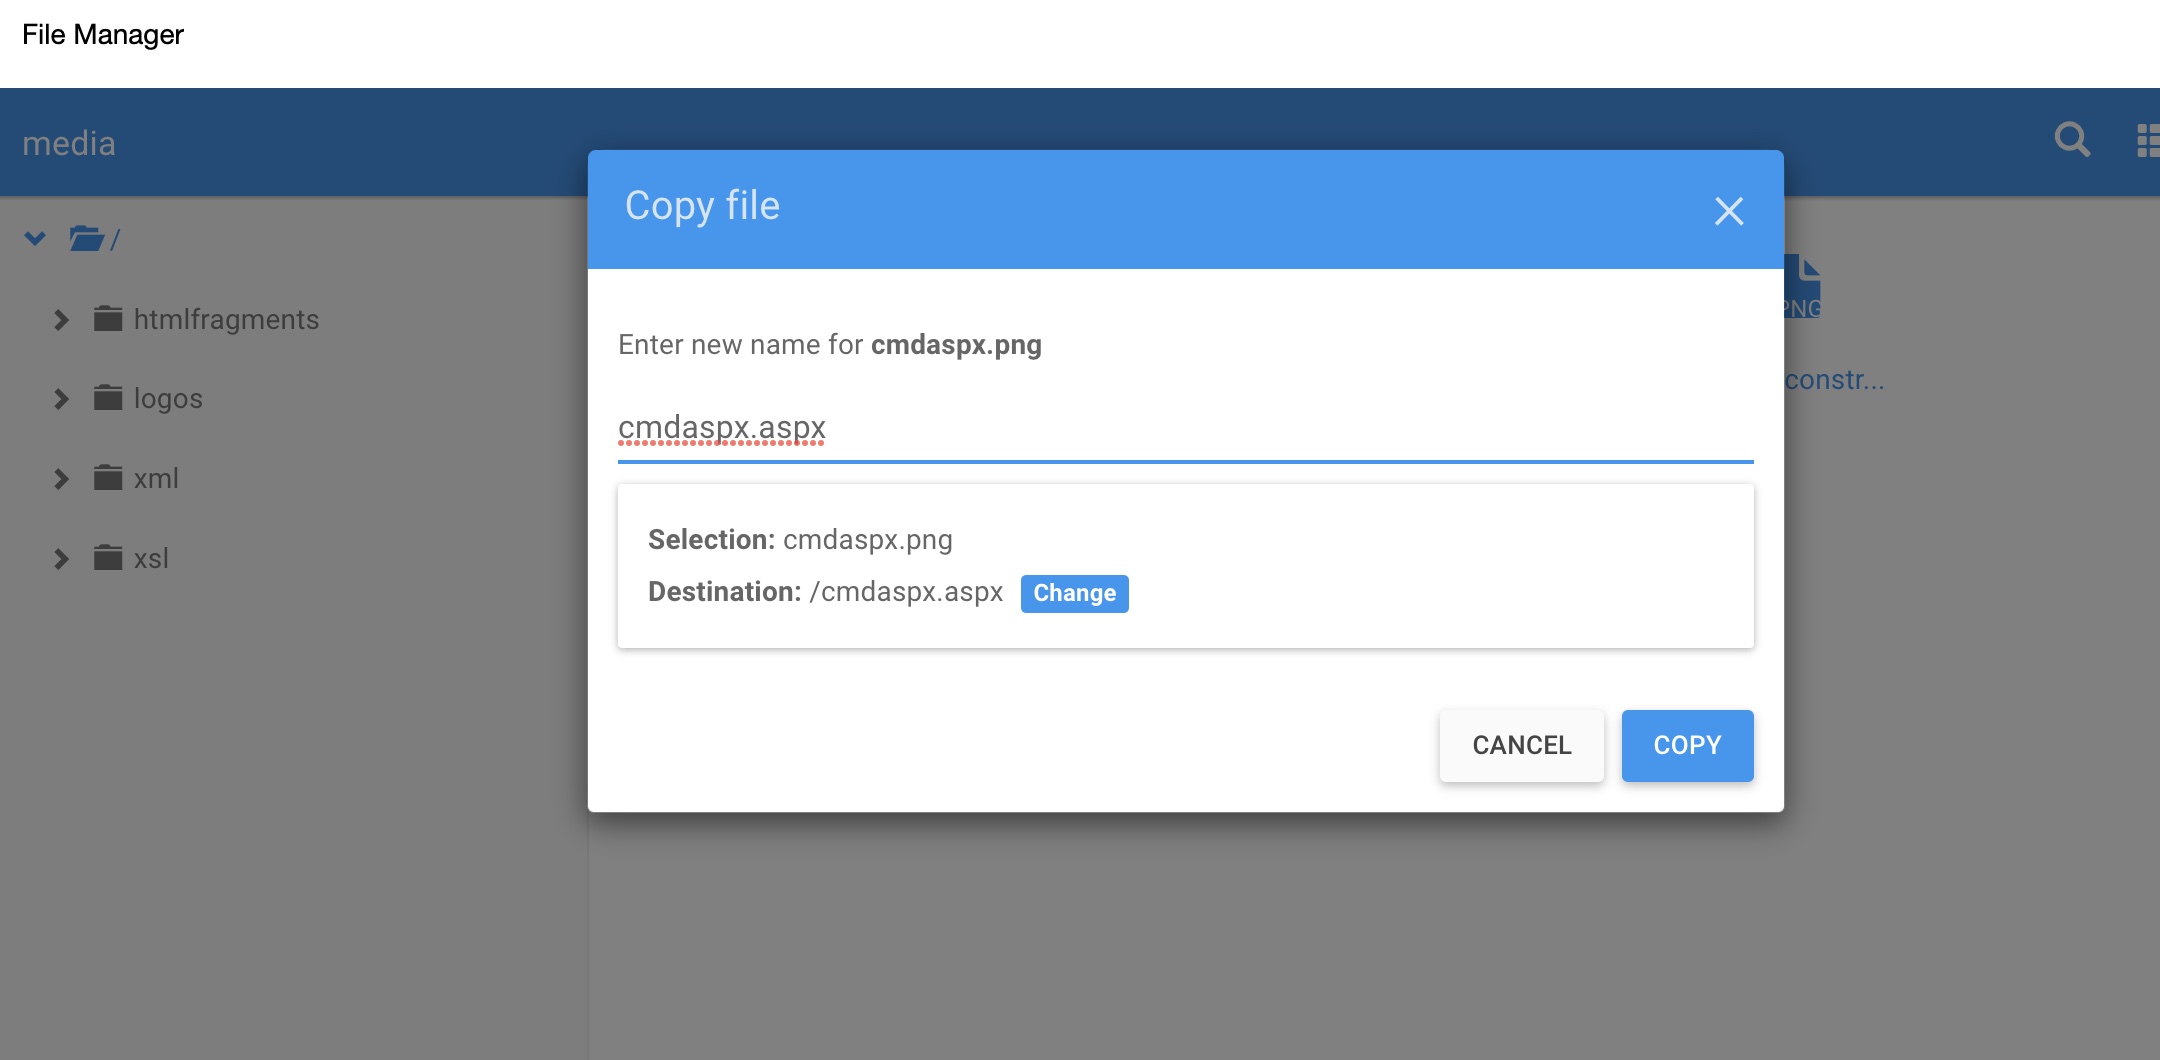 File Manager
media
Copy file
/
htmlfragments
logos
xml
xsl
Enter new name for cmdaspx.png
cmdaspx.aspx
Selection: cmdaspx.png
Destination: /cmdaspx.aspx Change
CANCEL COPY
PNG
constr...